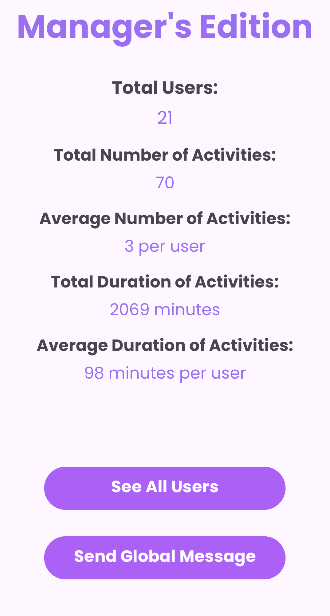 Manager's Edition
Total Users:
21
Total Number of Activities:
70
Average Number of Activities:
3 per user
Total Duration of Activities:
2069 minutes
Average Duration of Activities:
98 minutes per user
See All Users
Send Global Message